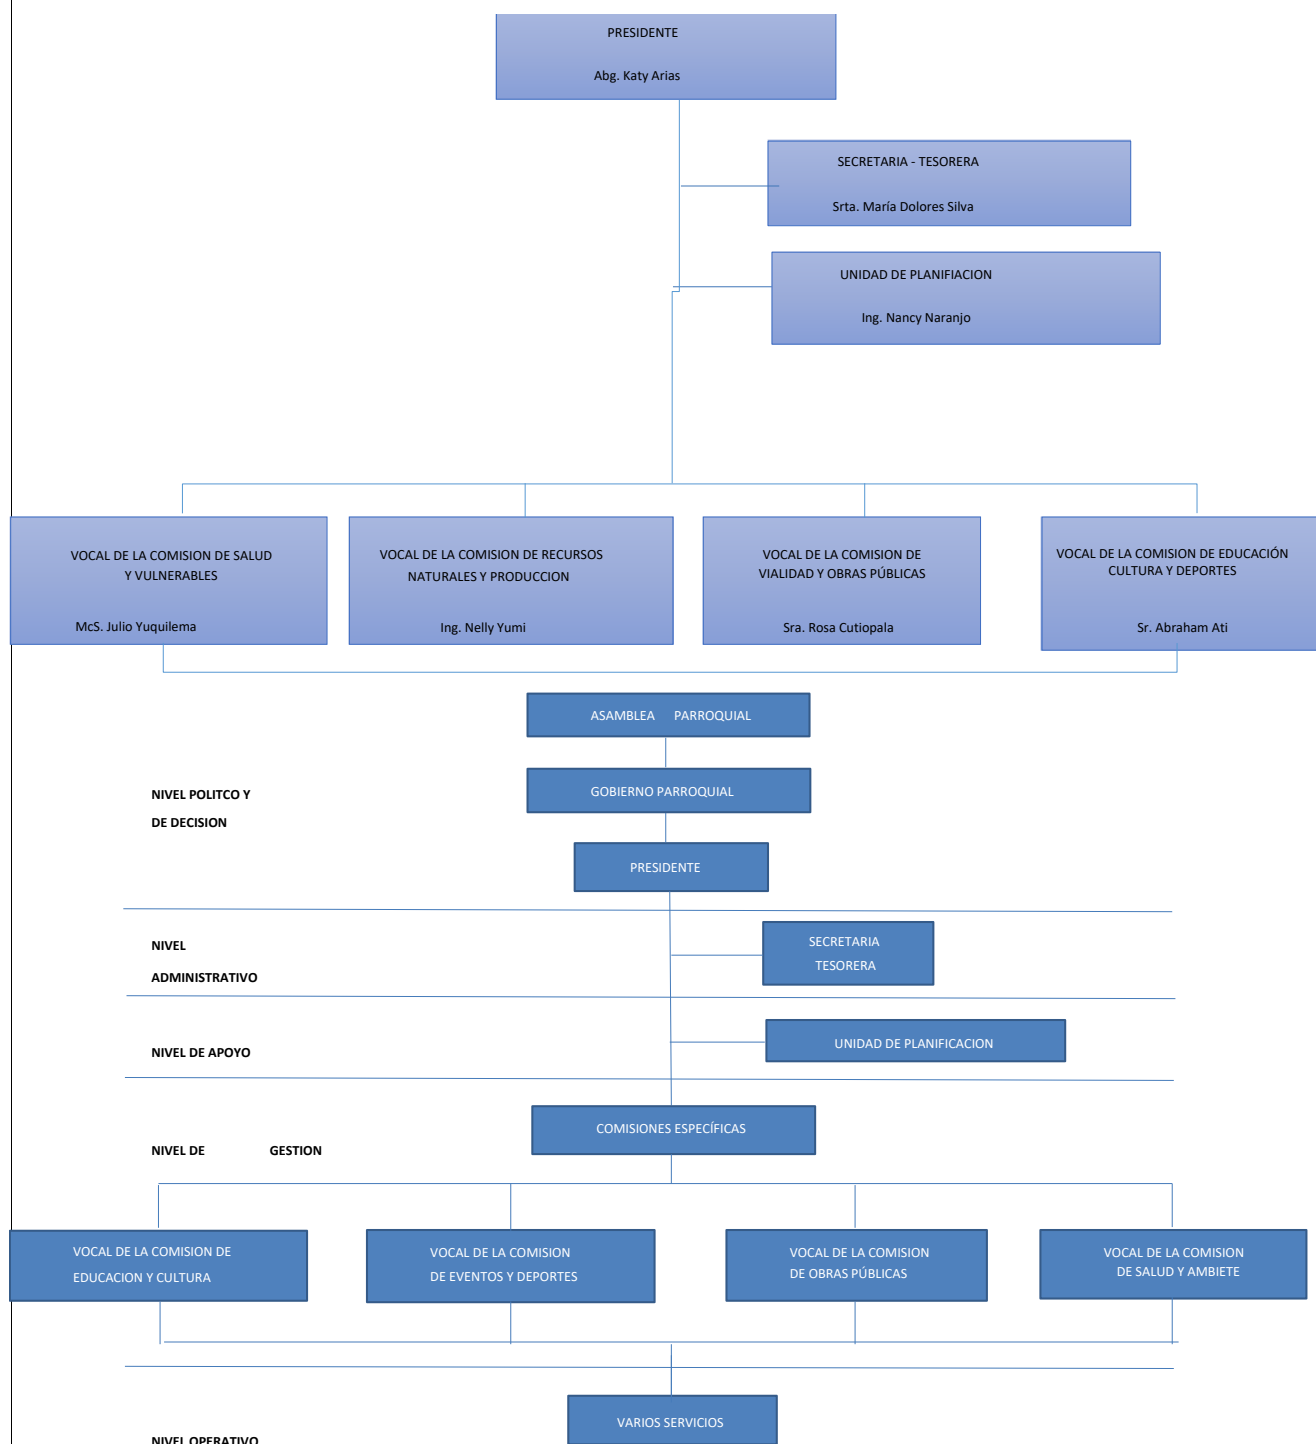 PRESIDENTE
Abg. Katy Arias
SECRETARIA - TESORERA
Srta. María Dolores Silva
UNIDAD DE PLANIFIACION
Ing. Nancy Naranjo
VOCAL DE LA COMISION DE SALUD
Y VULNERABLES
McS. Julio Yuquilema
VOCAL DE LA COMISION DE RECURSOS
NATURALES Y PRODUCCION
Ing. Nelly Yumi
VOCAL DE LA COMISION DE
VIALIDAD Y OBRAS PÚBLICAS
Sra. Rosa Cutiopala
VOCAL DE LA COMISION DE EDUCACIÓN
CULTURA Y DEPORTES
Sr. Abraham Ati
ASAMBLEA PARROQUIAL
NIVEL POLITCO Y
DE DECISION
GOBIERNO PARROQUIAL
PRESIDENTE
NIVEL
ADMINISTRATIVO
SECRETARIA
TESORERA
NIVEL DE APOYO
UNIDAD DE PLANIFICACION
COMISIONES ESPECÍFICAS
NIVEL DE GESTION
VOCAL DE LA COMISION DE
EDUCACION Y CULTURA
VOCAL DE LA COMISION
DE EVENTOS Y DEPORTES
VOCAL DE LA COMISION
DE OBRAS PÚBLICAS
VOCAL DE LA COMISION
DE SALUD Y AMBIETE
VARIOS SERVICIOS
NIVEL OPERATIVO